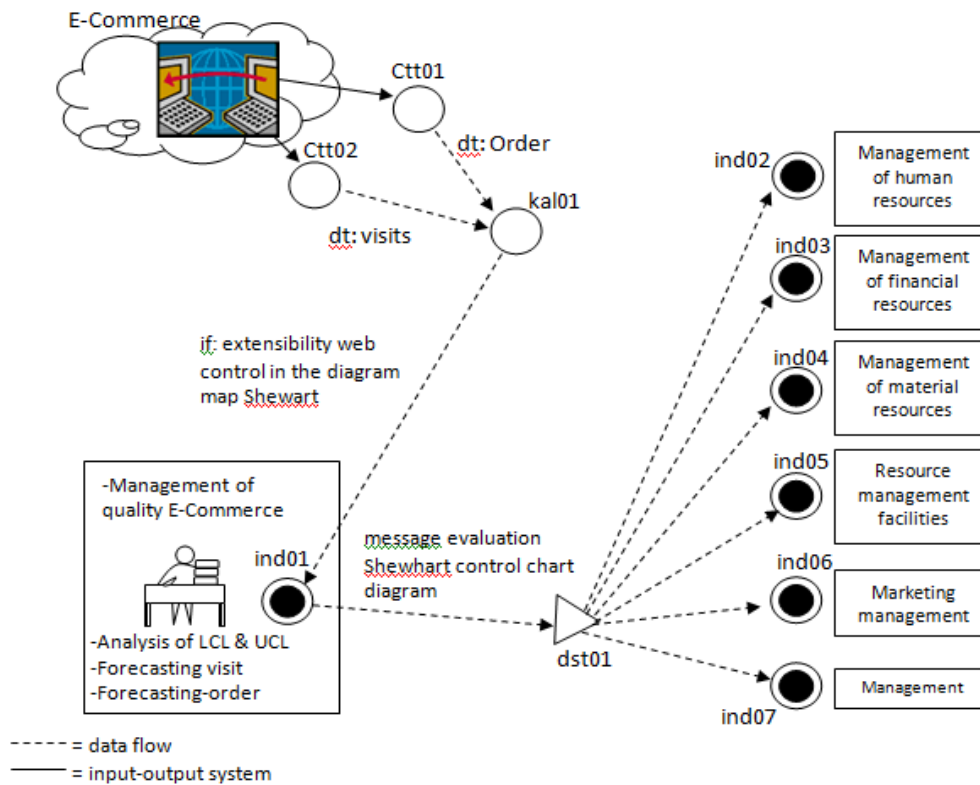 E-Commerce
Ctt01
Ctt02
dt: Order
kal01
dt: visits
if: extensibility web
control in the diagram
map Shewart
-Management of
quality E-Commerce
ind01
-Analysis of LCL & UCL
-Forecasting visit
-Forecasting-order
message evaluation
Shewhart control chart
diagram
dst01
ind02
Management
of human
resources
ind03
Management
of financial
resources
ind04
Management
of material
resources
ind05
Resource
management
facilities
ind06
Marketing
management
ind07
Management
= data flow
= input-output system